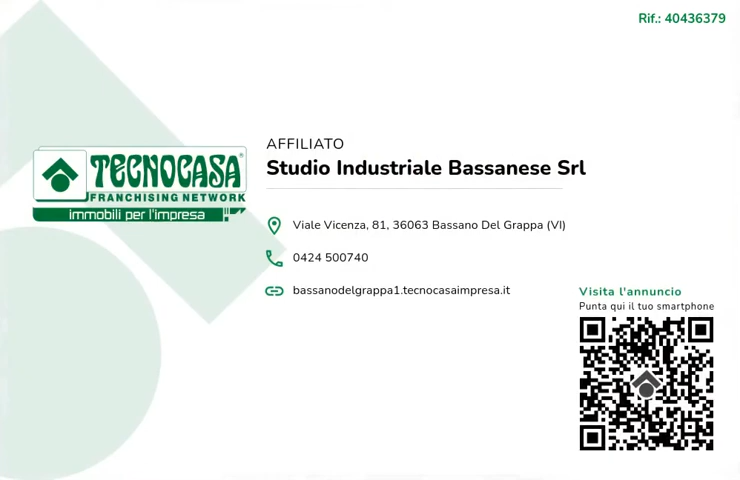 Rif.: 40436379
AFFILIATO
Studio Industriale Bassanese Srl
TECNOCASA®
FRANCHISING NETWORK
immobili per l'impresa
Viale Vicenza, 81, 36063 Bassano Del Grappa (VI)
0424 500740
bassanodelgrappa1.tecnocasaimpresa.it
Visita l'annuncio
Punta qui il tuo smartphone